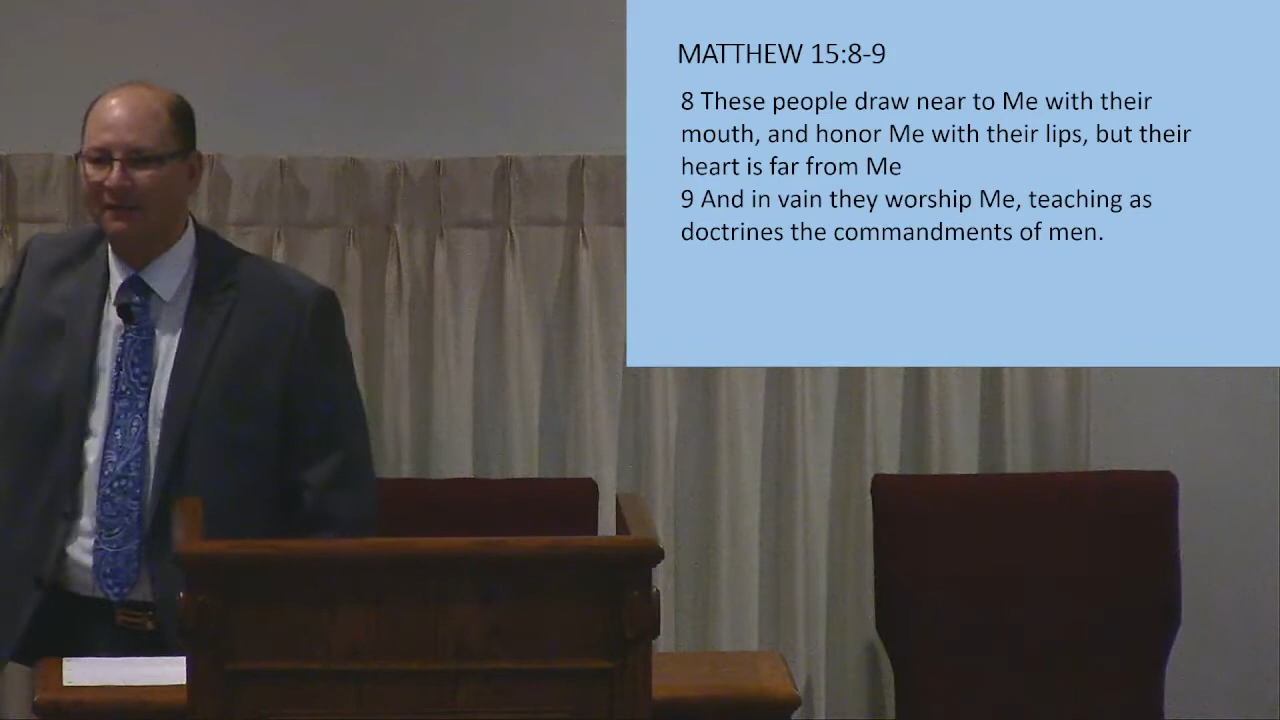 MATTHEW 15:8-9
8 These people draw near to Me with their
mouth, and honor Me with their lips, but their
heart is far from Me
9 And in vain they worship Me, teaching as
doctrines the commandments of men.